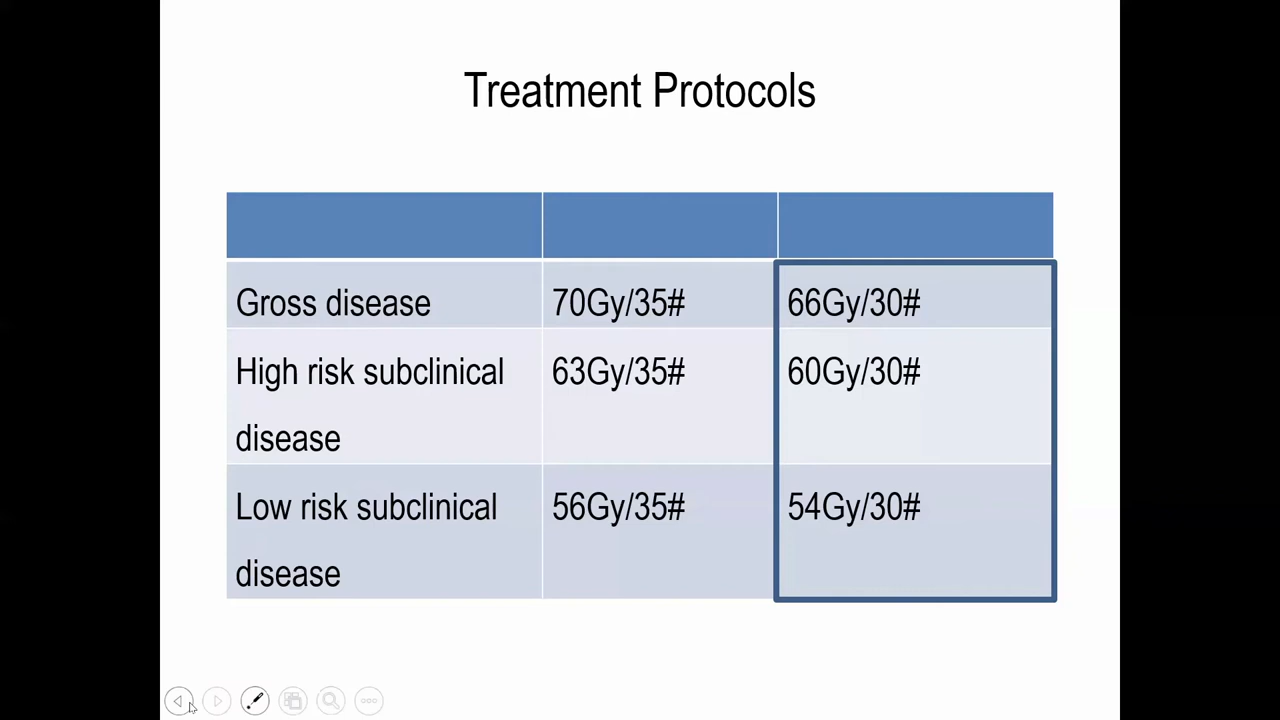 Treatment Protocols
Gross disease 70Gy/35# 66Gy/30#
High risk subclinical 63Gy/35# 60Gy/30#
disease
Low risk subclinical 56Gy/35# 54Gy/30#
disease